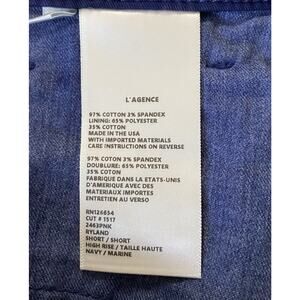 L'AGENCE
97% COTTON 3% SPANDEX
LINING: 65% POLYESTER
35% COTTON
MADE IN THE USA
WITH IMPORTED MATERIALS
CARE INSTRUCTIONS ON REVERSE
97% COTON 3% SPANDEX
DOUBLURE: 65% POLYESTER
35% COTON
FABRIQUE DANS LA ETATS-UNIS
D'AMERIQUE AVEC DES
MATERIAUX IMPORTES
ENTRETIEN AU VERSO
RN126654
CUT # 1517
2463PNK
RYLAND
SHORT / SHORT
HIGH RISE / TAILLE HAUTE
NAVY / MARINE